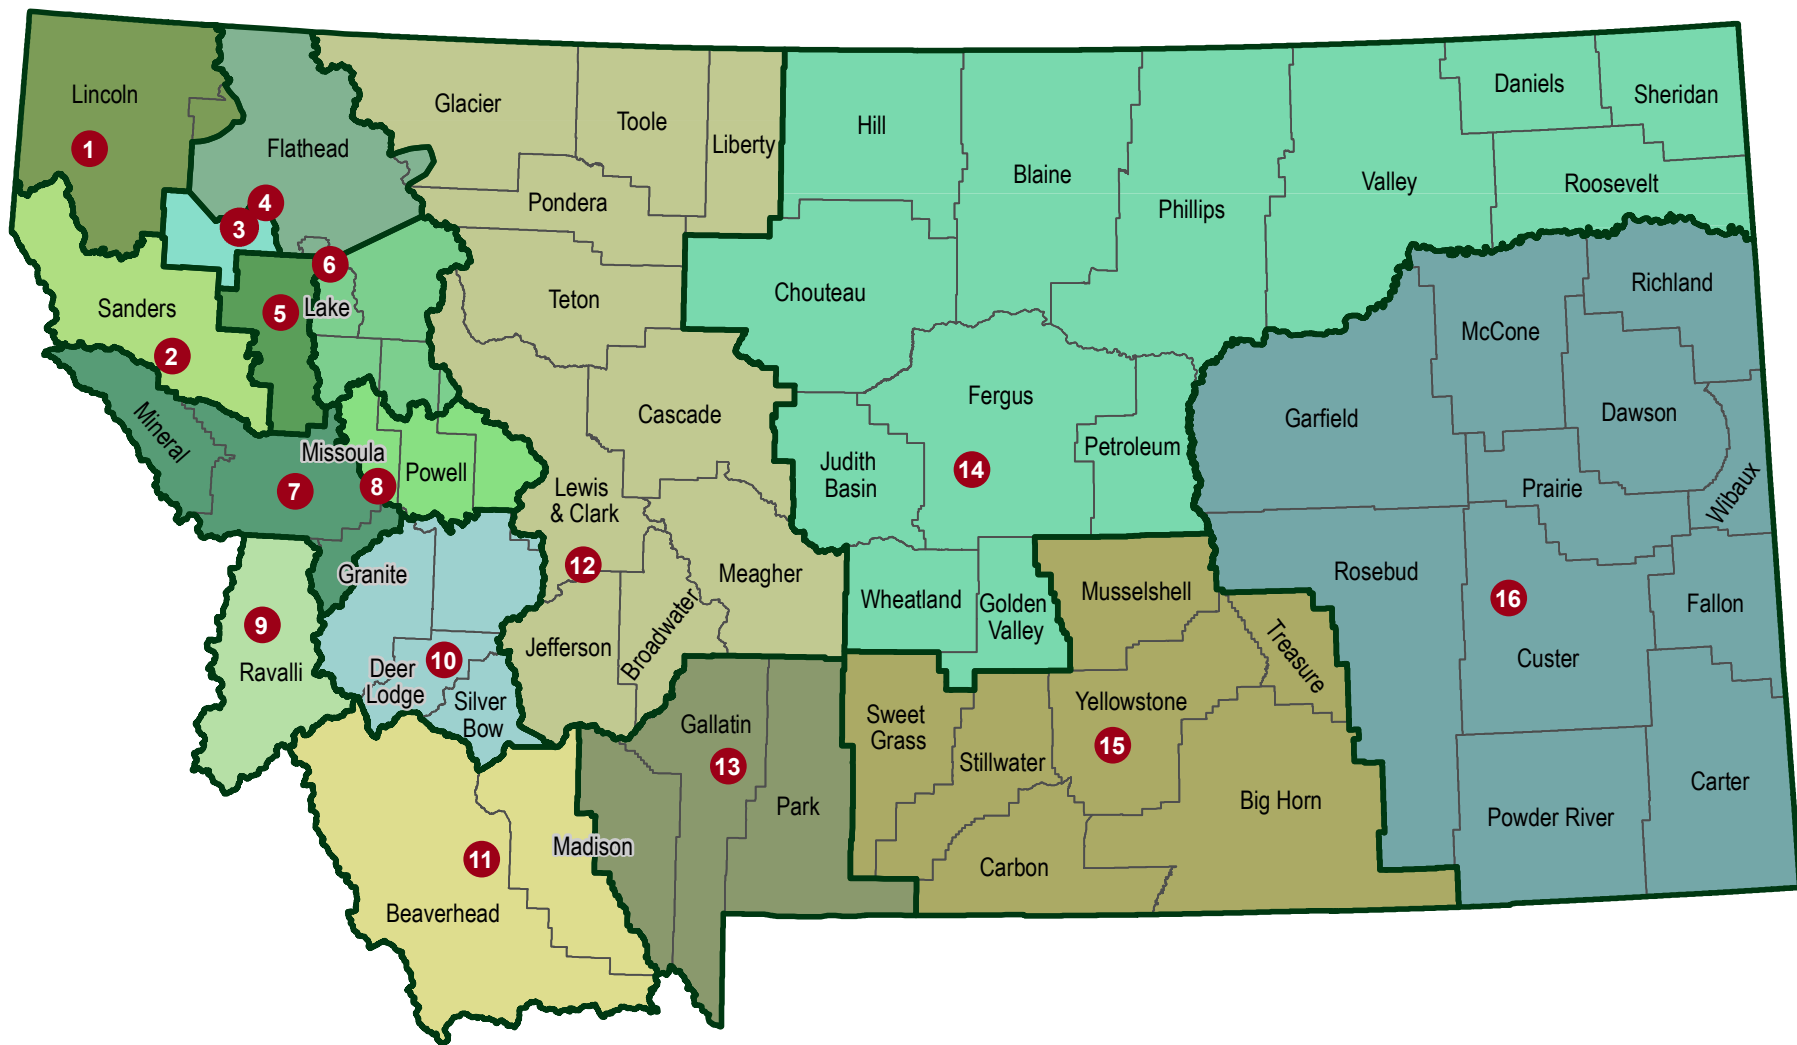 Lincoln
1
Flathead
Glacier
Toole
Liberty
Hill
Blaine
Phillips
Valley
Daniels
Sheridan
Roosevelt
Pondera
4
3
6
Sanders
5
Lake
2
Teton
Chouteau
McCone
Richland
Mineral
Missoula
7
8
Powell
Cascade
Lewis
& Clark
12
Judith
Basin
Fergus
14
Petroleum
Garfield
Dawson
Prairie
Wibaux
Granite
9
Ravalli
Deer
Lodge
10
Silver
Bow
Jefferson
Broadwater
Meagher
Wheatland
Golden
Valley
Musselshell
Treasure
Rosebud
16
Custer
Fallon
Gallatin
13
Park
Sweet
Grass
Stillwater
Yellowstone
15
Big Horn
Carbon
Powder River
Carter
Madison
11
Beaverhead